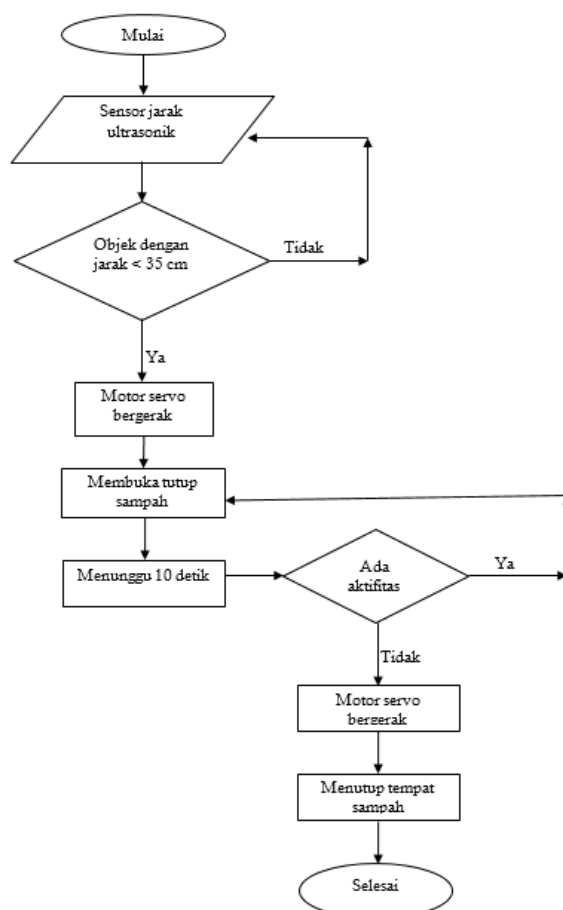 Mulai
Sensor jarak
ultrasonik
Objek dengan
jarak < 35 cm
Tidak
Ya
Motor servo
bergerak
Membuka tutup
sampah
Menunggu 10 detik
Ada
aktifitas
Ya
Tidak
Motor servo
bergerak
Menutup tempat
sampah
Selesai